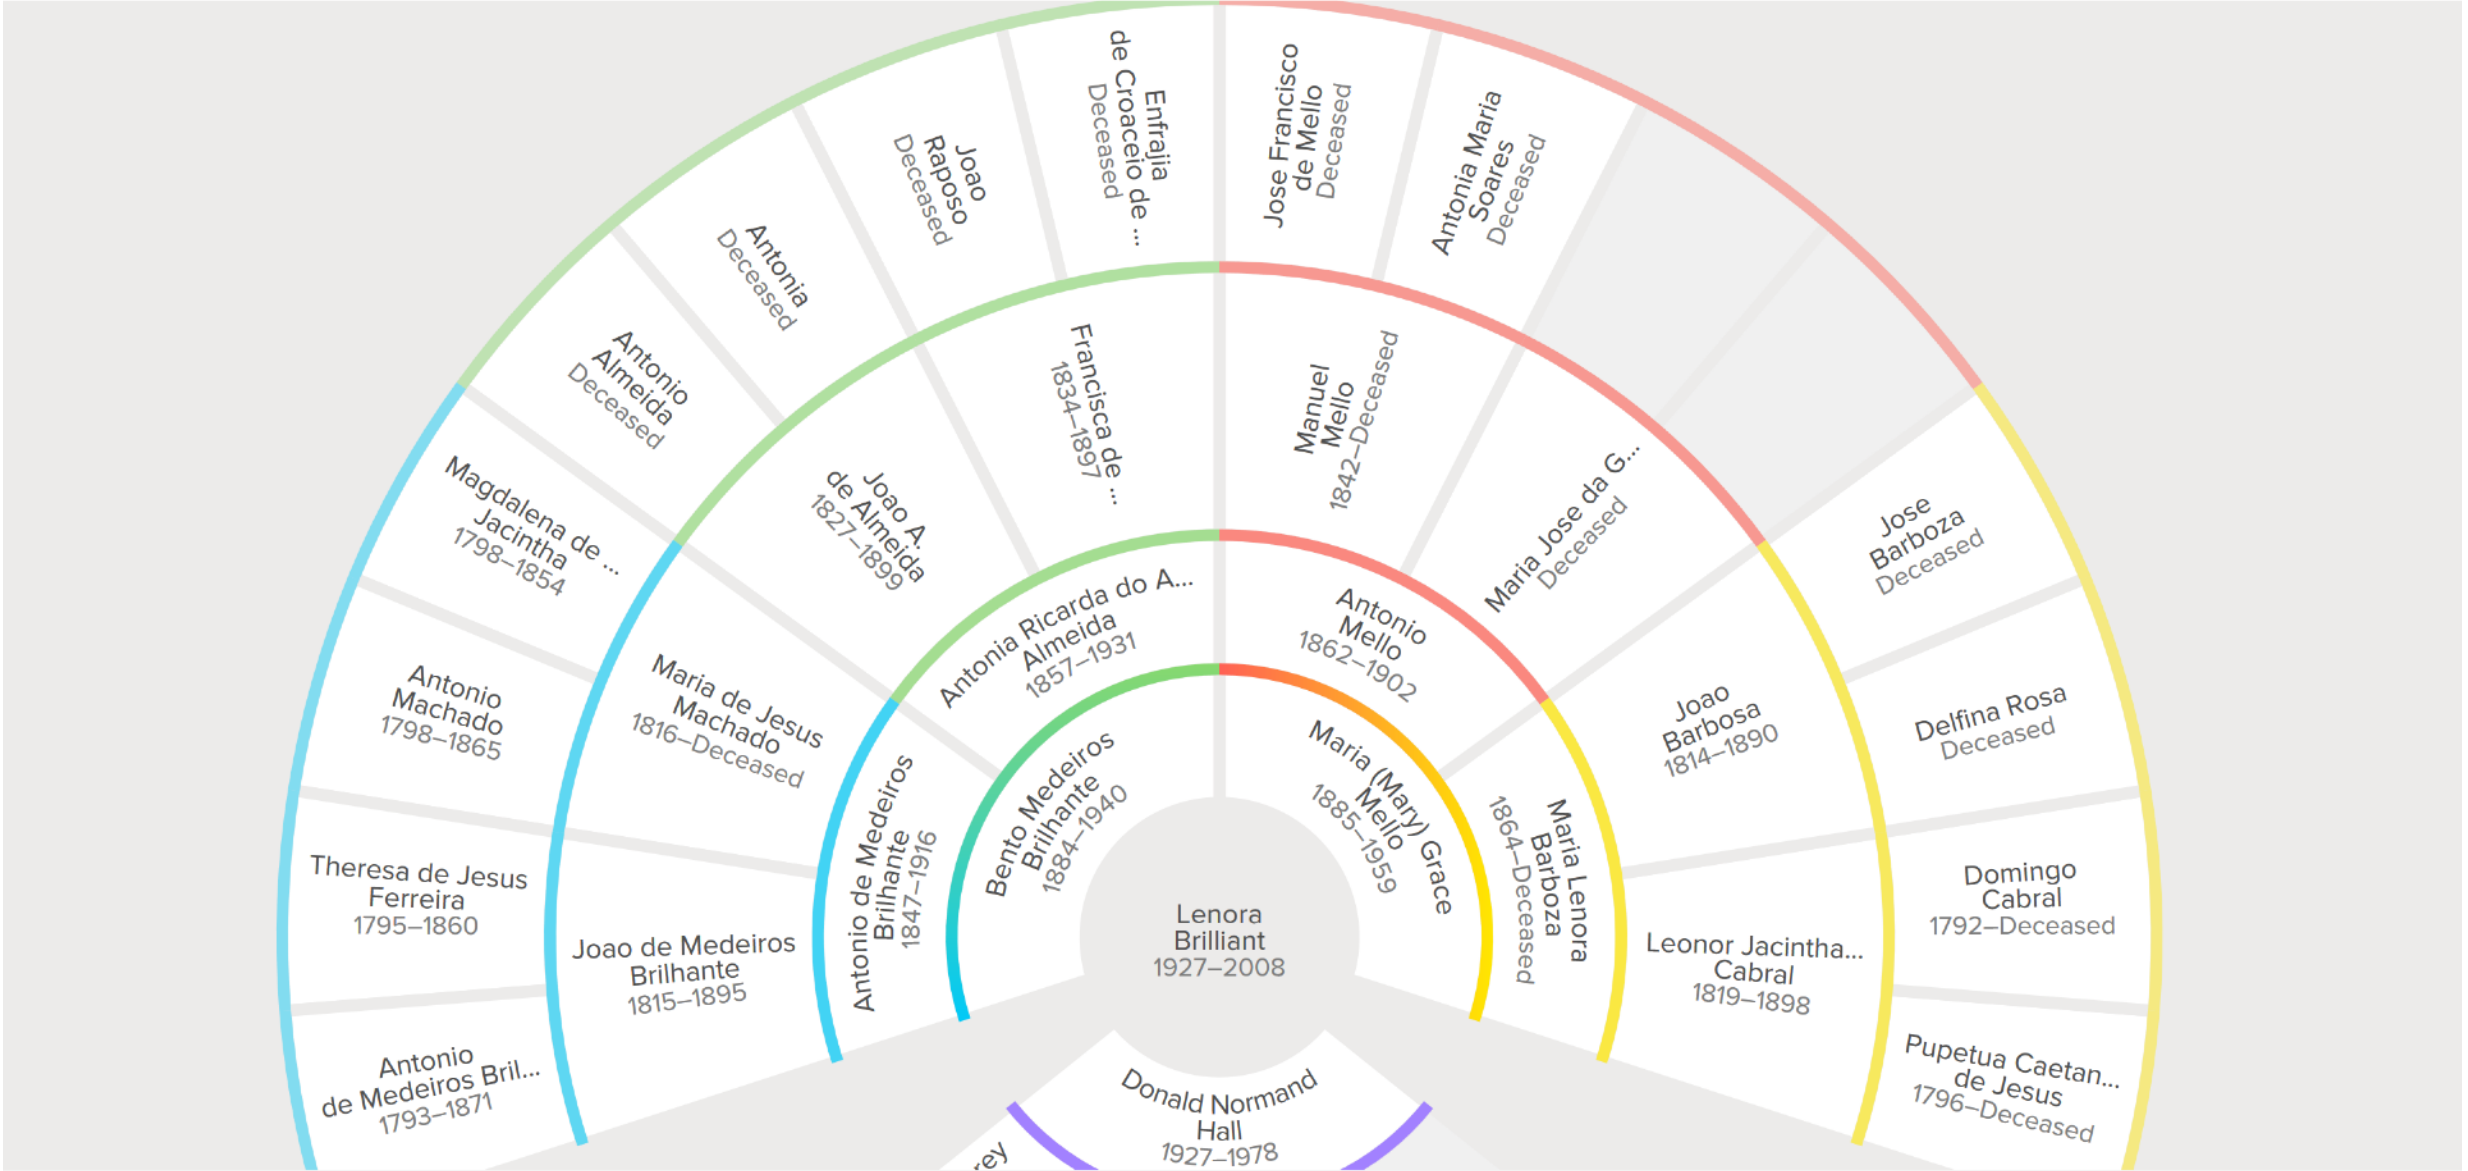 Enfrajia
de Croaceio de ...
Deceased
Jose Francisco
de Mello
Deceased
Joao
Raposo
Deceased
Antonia Maria
Soares
Deceased
Antonia
Deceased
Antonio
Almeida
Deceased
Magdalena de ...
Jacintha
1798–1854
Antonio
Machado
1798–1865
Theresa de Jesus
Ferreira
1795–1860
Antonio
de Medeiros Bril...
1793–1871
Jose
Barboza
Deceased
Delfina Rosa
Deceased
Domingo
Cabral
1792–Deceased
Pupetua Caetan...
de Jesus
1796–Deceased
Francisca de ...
1834–1897
Manuel
Mello
1842–Deceased
Joao A.
de Almeida
1827–1899
Maria Jose da G...
Deceased
Maria de Jesus
Machado
1816–Deceased
Joao
Barbosa
1814–1890
Joao de Medeiros
Brilhante
1815–1895
Leonor Jacintha...
Cabral
1819–1898
Antonia Ricarda do A...
Almeida
1857–1931
Antonio
Mello
1862–1902
Antonio de Medeiros
Brilhante
1847–1916
Maria Lenora
Barboza
1864–Deceased
Bento Medeiros
Brilhante
1884–1940
Maria (Mary) Grace
Mello
1885–1959
Lenora
Brilliant
1927–2008
Donald Normand
Hall
1927–1978
rey